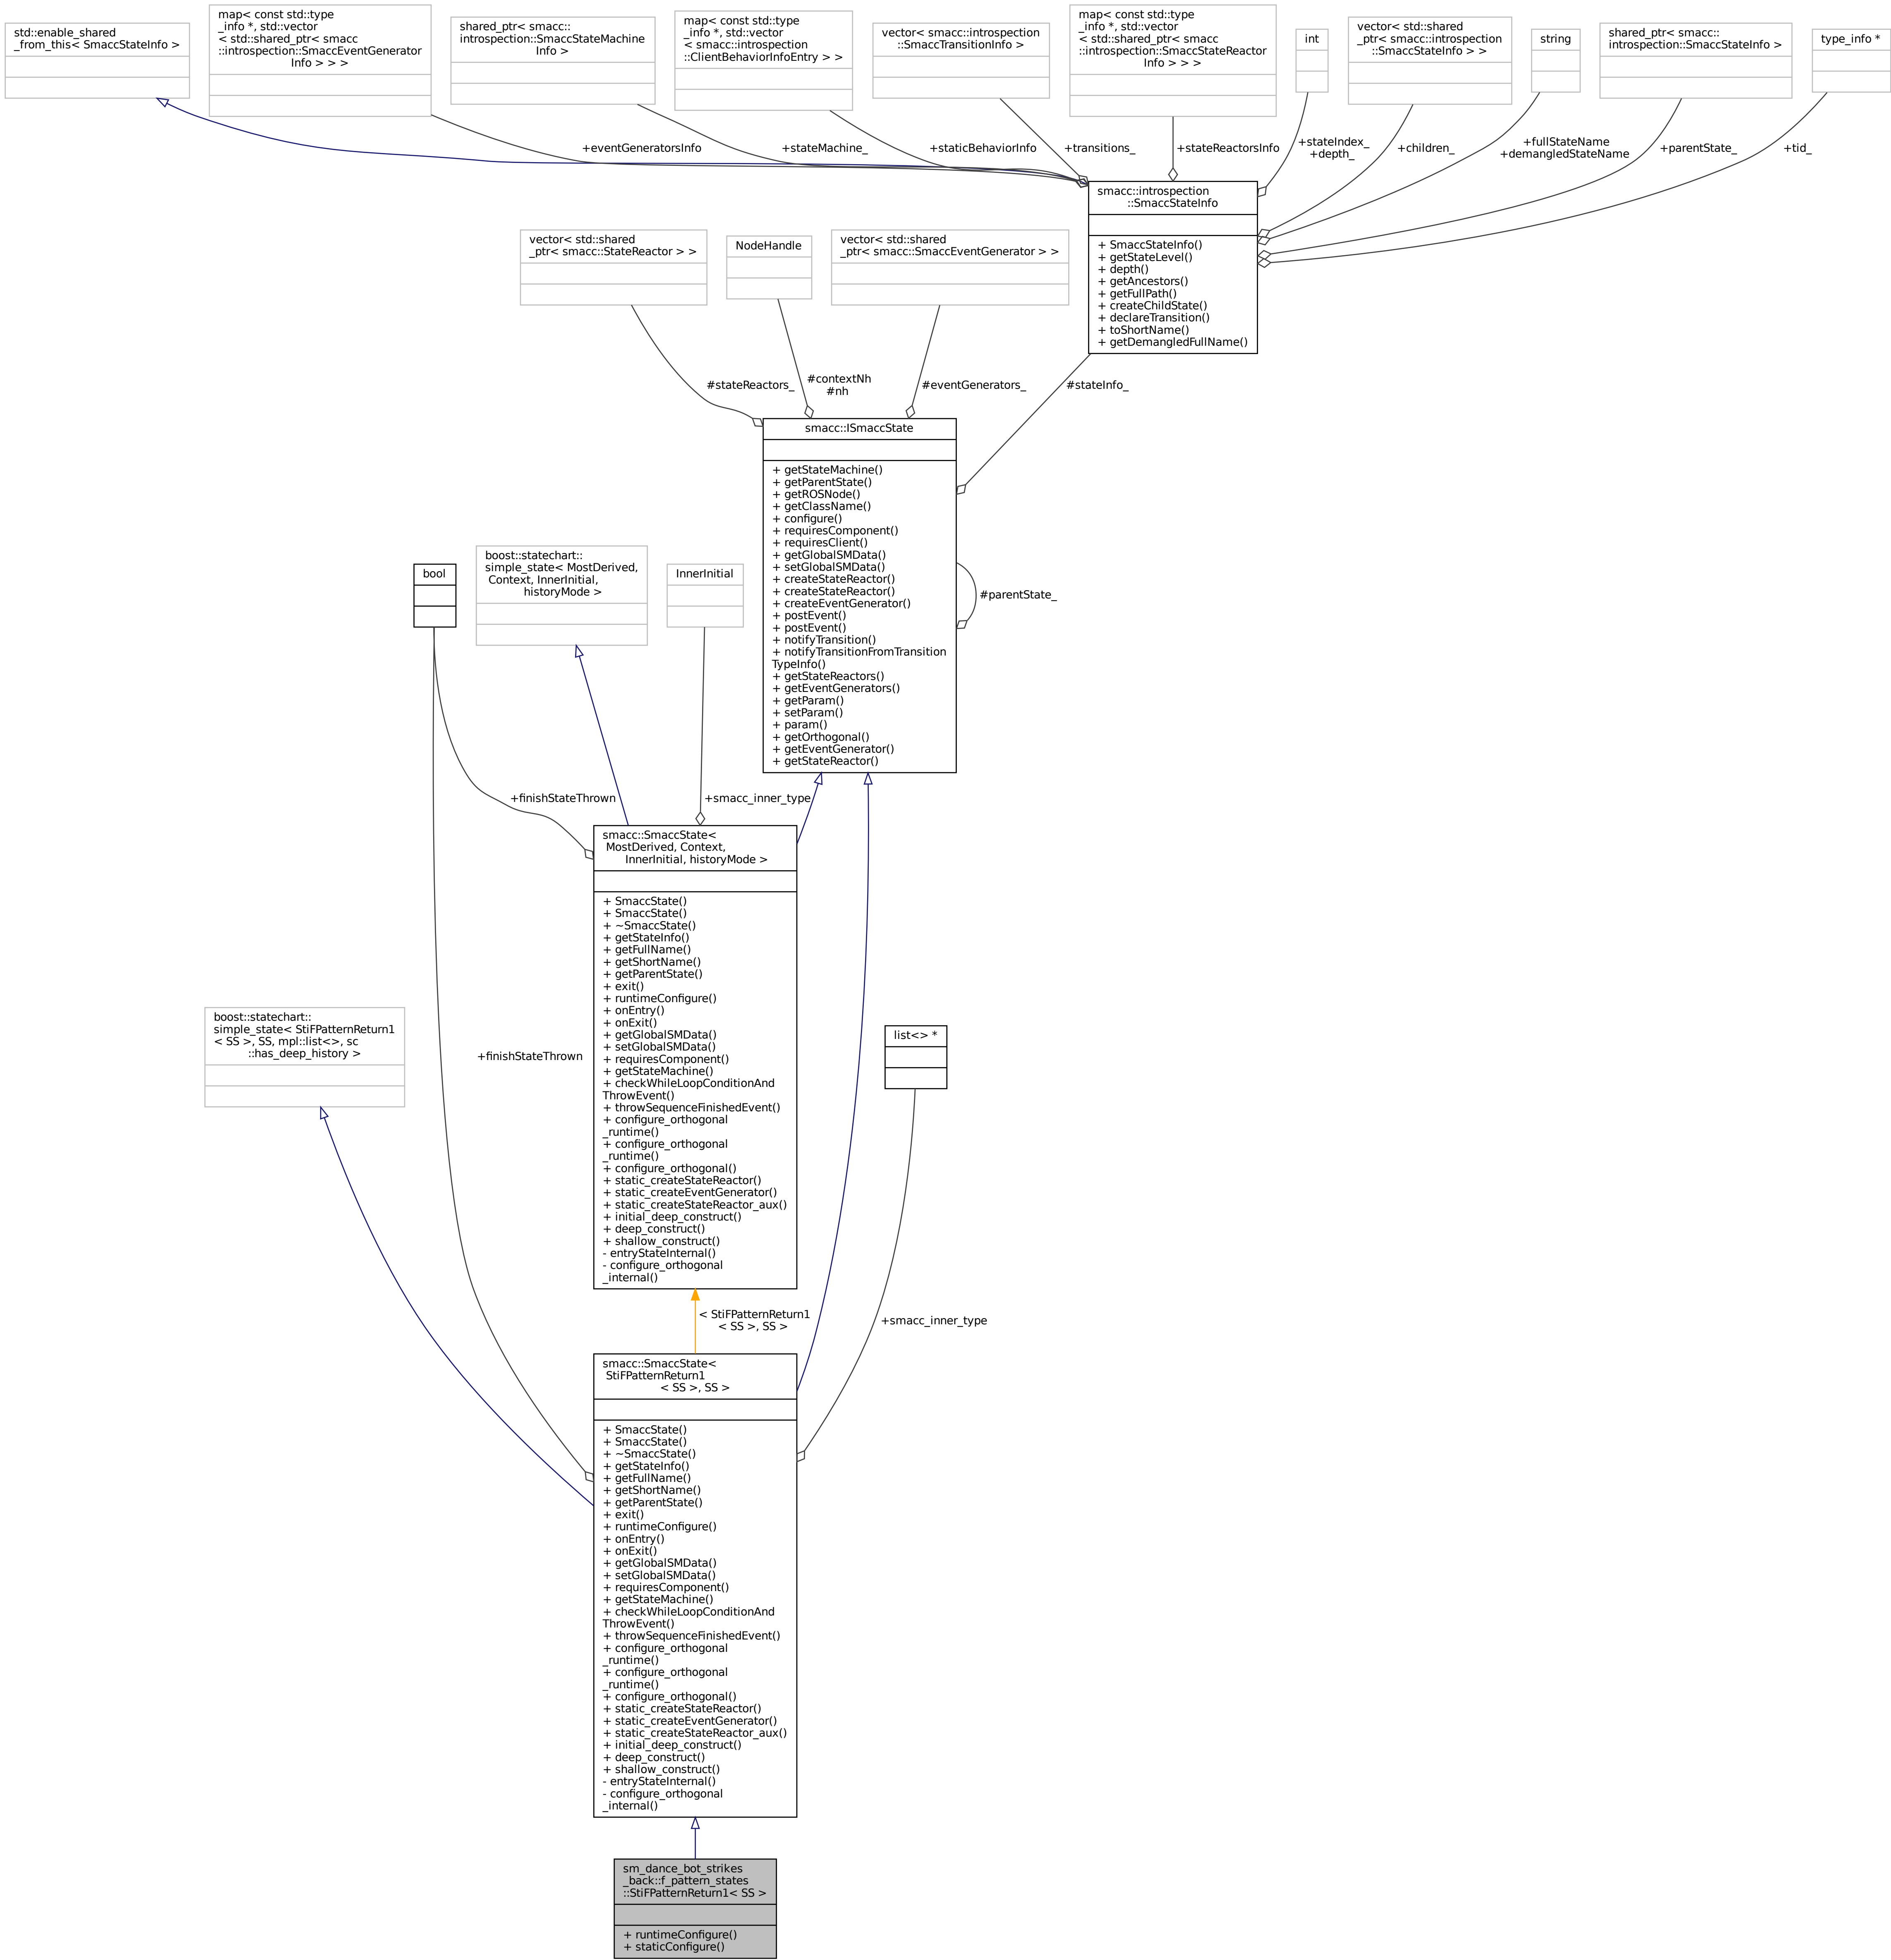 std::enable_shared
_from_this< SmaccStateInfo >
map< const std::type
_info *, std::vector
< std::shared_ptr< smacc
::introspection::SmaccEventGenerator
Info > > >
shared_ptr< smacc::
introspection::SmaccStateMachine
Info >
map< const std::type
_info *, std::vector
< smacc::introspection
::ClientBehaviorInfoEntry > >
vector< smacc::introspection
::SmaccTransitionInfo >
map< const std::type
_info *, std::vector
< std::shared_ptr< smacc
::introspection::SmaccStateReactor
Info > > >
int
vector< std::shared
_ptr< smacc::introspection
::SmaccStateInfo > >
string
shared_ptr< smacc::
introspection::SmaccStateInfo >
type_info *
+eventGeneratorsInfo
+stateMachine_
+staticBehaviorInfo
+transitions_
+stateReactorsInfo
+stateIndex_
+depth_
+children_
+fullStateName
+demangledStateName
+parentState_
+tid_
smacc::introspection
::SmaccStateInfo
+ SmaccStateInfo()
+ getStateLevel()
+ depth()
+ getAncestors()
+ getFullPath()
+ createChildState()
+ declareTransition()
+ toShortName()
+ getDemangledFullName()
vector< std::shared
_ptr< smacc::StateReactor > >
NodeHandle
vector< std::shared
_ptr< smacc::SmaccEventGenerator > >
#stateReactors_
#contextNh
#nh
#eventGenerators_
#stateInfo_
smacc::ISmaccState
+ getStateMachine()
+ getParentState()
+ getROSNode()
+ getClassName()
+ configure()
+ requiresComponent()
+ requiresClient()
+ getGlobalSMData()
+ setGlobalSMData()
+ createStateReactor()
+ createStateReactor()
+ createEventGenerator()
+ postEvent()
+ postEvent()
+ notifyTransition()
+ notifyTransitionFromTransition
TypeInfo()
+ getStateReactors()
+ getEventGenerators()
+ getParam()
+ setParam()
+ param()
+ getOrthogonal()
+ getEventGenerator()
+ getStateReactor()
#parentState_
bool
boost::statechart::
simple_state< MostDerived,
Context, InnerInitial,
historyMode >
InnerInitial
+finishStateThrown
+smacc_inner_type
smacc::SmaccState<
MostDerived, Context,
InnerInitial, historyMode >
+ SmaccState()
+ SmaccState()
+ ~SmaccState()
+ getStateInfo()
+ getFullName()
+ getShortName()
+ getParentState()
+ exit()
+ runtimeConfigure()
+ onEntry()
+ onExit()
+ getGlobalSMData()
+ setGlobalSMData()
+ requiresComponent()
+ getStateMachine()
+ checkWhileLoopConditionAnd
ThrowEvent()
+ throwSequenceFinishedEvent()
+ configure_orthogonal
_runtime()
+ configure_orthogonal
_runtime()
+ configure_orthogonal()
+ static_createStateReactor()
+ static_createEventGenerator()
+ static_createStateReactor_aux()
+ initial_deep_construct()
+ deep_construct()
+ shallow_construct()
- entryStateInternal()
- configure_orthogonal
_internal()
boost::statechart::
simple_state< StiFPatternReturn1
< SS >, SS, mpl::list<>, sc
::has_deep_history >
+finishStateThrown
list<> *
< StiFPatternReturn1
< SS >, SS >
+smacc_inner_type
smacc::SmaccState<
StiFPatternReturn1
< SS >, SS >
+ SmaccState()
+ SmaccState()
+ ~SmaccState()
+ getStateInfo()
+ getFullName()
+ getShortName()
+ getParentState()
+ exit()
+ runtimeConfigure()
+ onEntry()
+ onExit()
+ getGlobalSMData()
+ setGlobalSMData()
+ requiresComponent()
+ getStateMachine()
+ checkWhileLoopConditionAnd
ThrowEvent()
+ throwSequenceFinishedEvent()
+ configure_orthogonal
_runtime()
+ configure_orthogonal
_runtime()
+ configure_orthogonal()
+ static_createStateReactor()
+ static_createEventGenerator()
+ static_createStateReactor_aux()
+ initial_deep_construct()
+ deep_construct()
+ shallow_construct()
- entryStateInternal()
- configure_orthogonal
_internal()
sm_dance_bot_strikes
_back::f_pattern_states
::StiFPatternReturn1< SS >
+ runtimeConfigure()
+ staticConfigure()